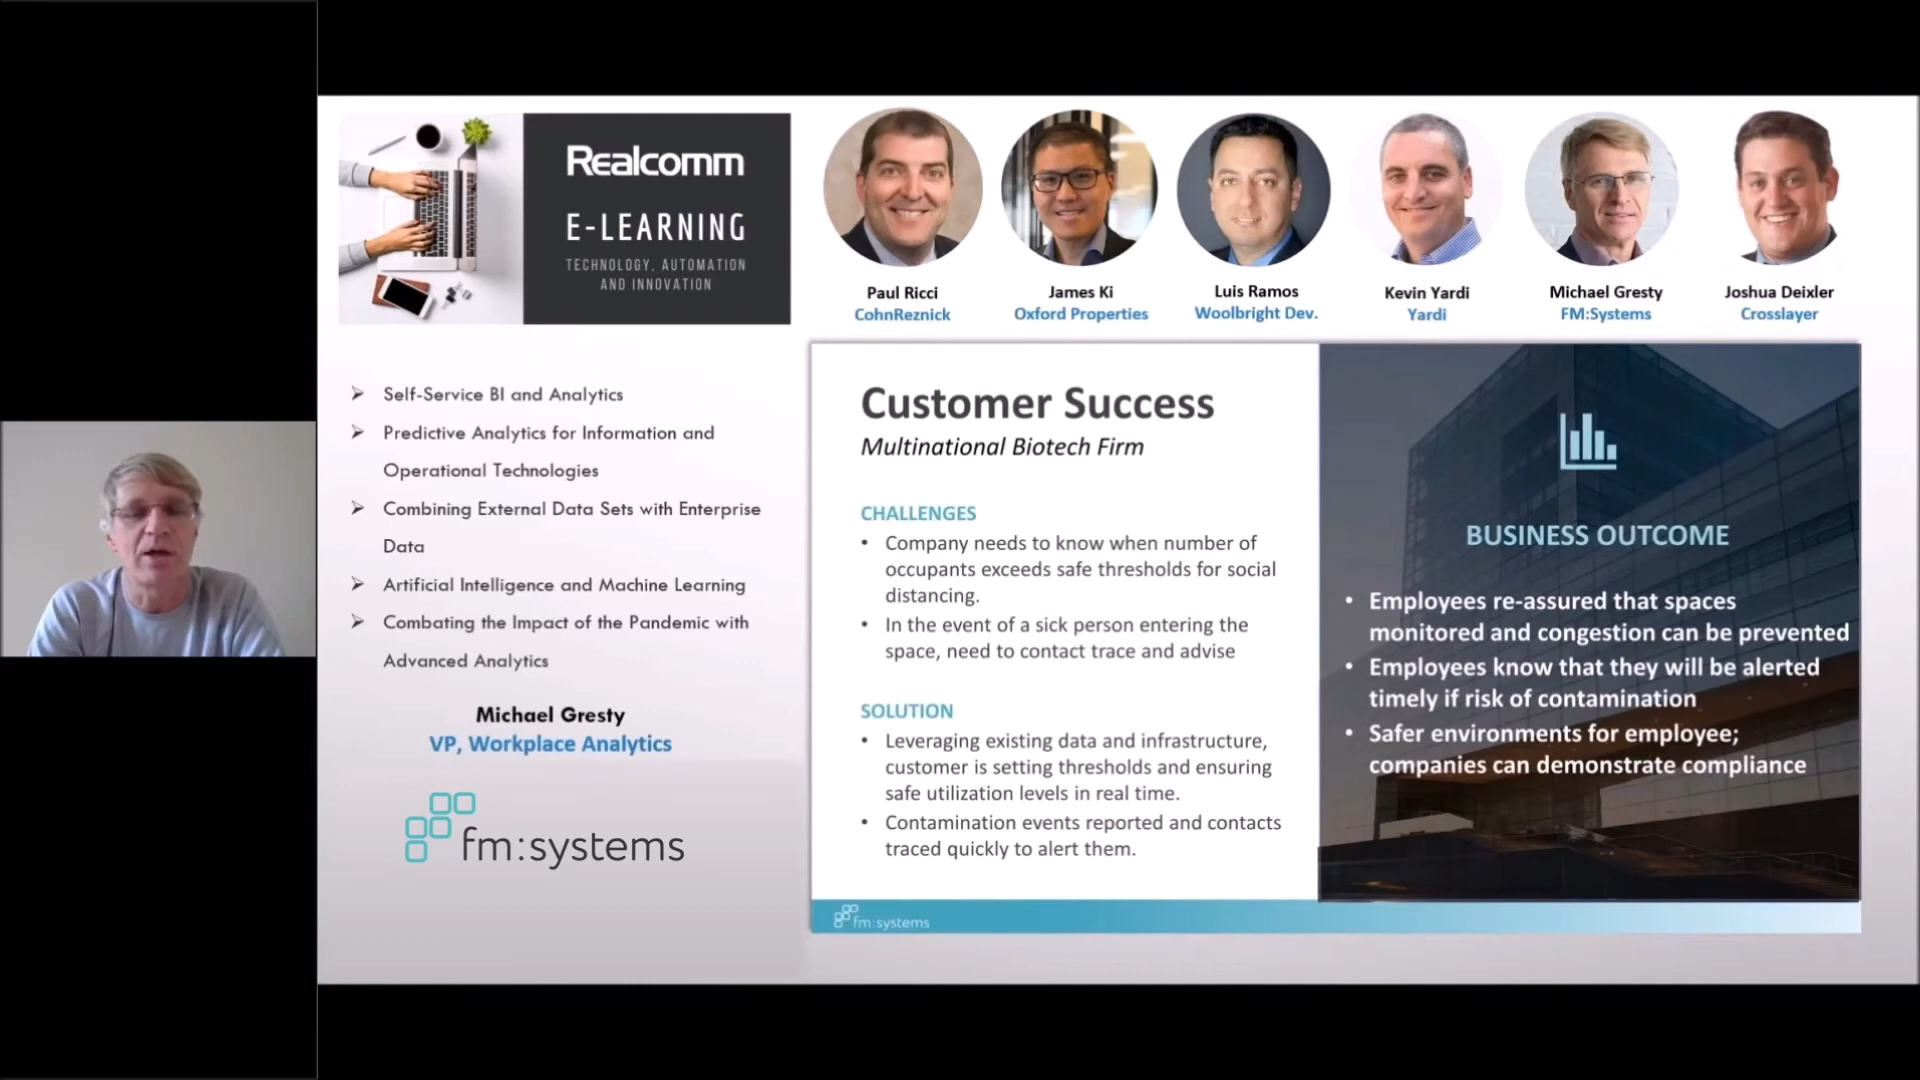 Realcomm
E-LEARNING
TECHNOLOGY, AUTOMATION
AND INNOVATION
Paul Ricci
CohnReznick
James Ki
Oxford Properties
Luis Ramos
Woolbright Dev.
Kevin Yardi
Yardi
Michael Gresty
FM:Systems
Joshua Deixler
Crosslayer
Self-Service BI and Analytics
Predictive Analytics for Information and
Operational Technologies
Combining External Data Sets with Enterprise
Data
Artificial Intelligence and Machine Learning
Combating the Impact of the Pandemic with
Advanced Analytics
Michael Gresty
VP, Workplace Analytics
fm:systems
Customer Success
Multinational Biotech Firm
CHALLENGES
• Company needs to know when number of
occupants exceeds safe thresholds for social
distancing.
• In the event of a sick person entering the
space, need to contact trace and advise
SOLUTION
• Leveraging existing data and infrastructure,
customer is setting thresholds and ensuring
safe utilization levels in real time.
• Contamination events reported and contacts
traced quickly to alert them.
fm:systems
BUSINESS OUTCOME
• Employees re-assured that spaces
monitored and congestion can be prevented
• Employees know that they will be alerted
timely if risk of contamination
• Safer environments for employee;
companies can demonstrate compliance